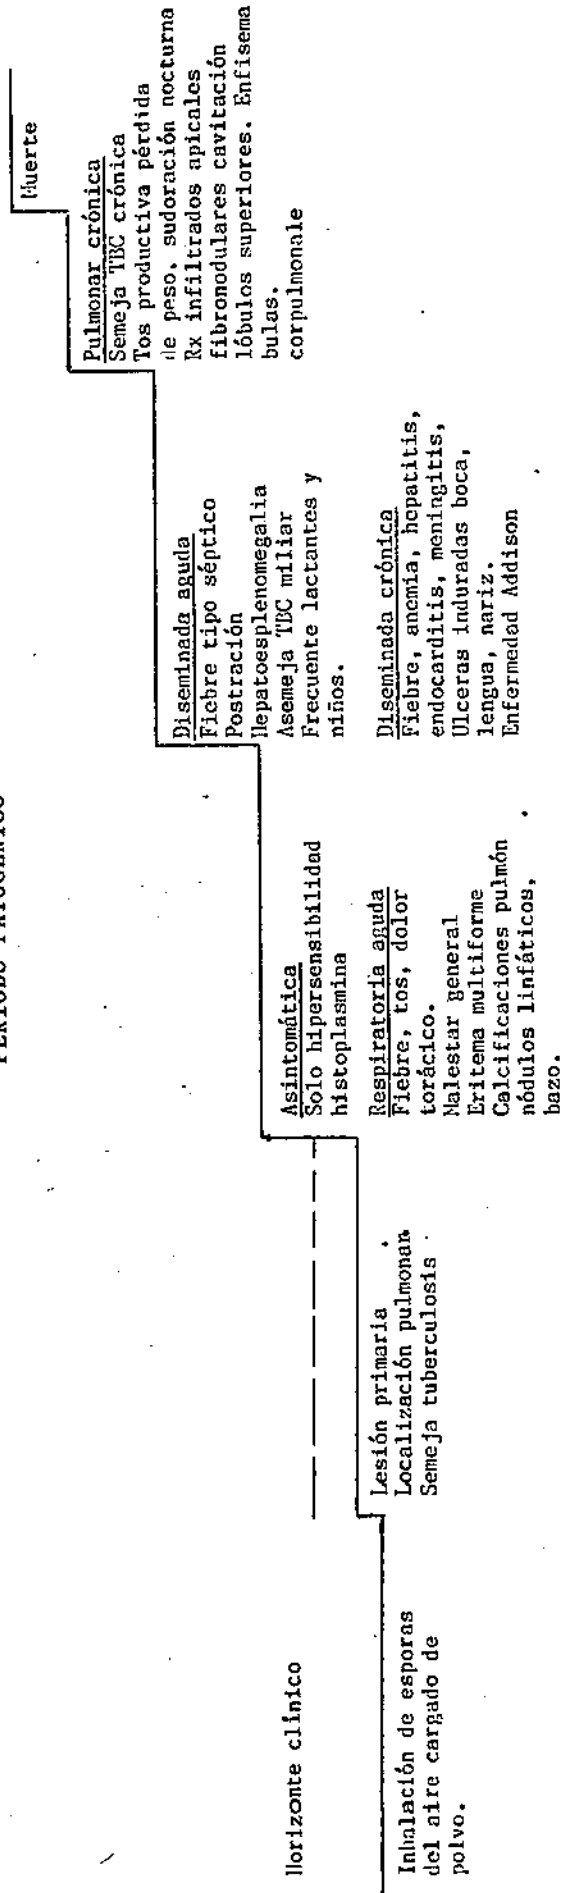 PERIODO PATOGENICO
Horizonte clínico
Inhalación de esporas
del aire cargado de
polvo.
Lesión primaria
Localización pulmonar
Semeja tuberculosis
Asintomática
Solo hipersensibilidad
histoplasmina
Respiratoria aguda
Fiebre, tos, dolor
torácico.
Malestar general
Eritema multiforme
Calcificaciones pulmón
nódulos linfáticos,
bazo.
Diseminada aguda
Fiebre tipo séptico
Postración
Hepatoesplenomegalia
Asemeja TBC miliar
Frecuente lactantes y
niños.
Diseminada crónica
Fiebre, anemia, hepatitis,
endocarditis, meningitis,
Ulceras induradas boca,
lengua, nariz.
Enfermedad Addison
Pulmonar crónica
Semeja TBC crónica
Tos productiva pérdida
de peso, sudoración nocturna
Rx infiltrados apicales
fibronodulares cavitación
lóbulos superiores. Enfisema
bulas.
corpulmonale
Muerte